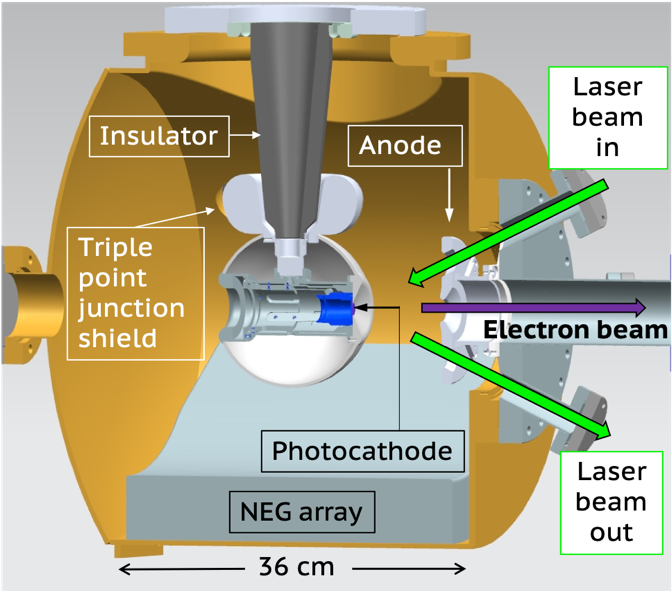 Laser
beam
in
Insulator
Anode
Triple
point
junction
shield
Electron beam
Photocathode
NEG array
Laser
beam
out
36 cm